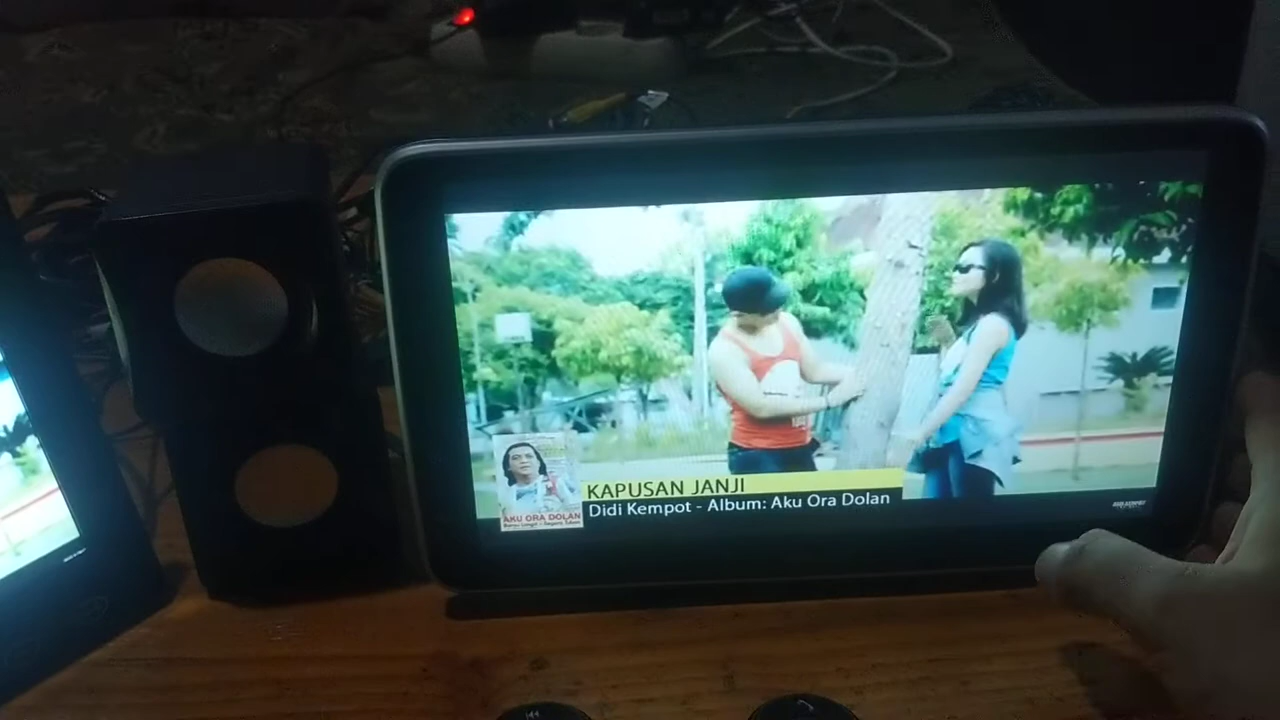 KAPUSAN JANJI
Didi Kempot - Album: Aku Ora Dolan
AKU ORA DOLAN